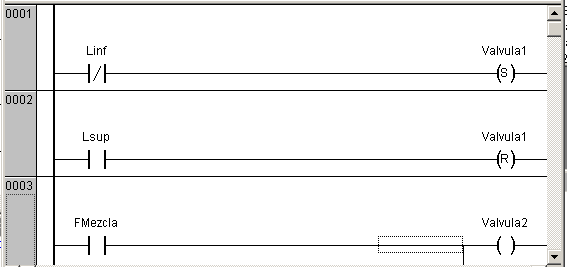 0001
Linf Valvula1
S
0002
Lsup Valvula1
R
0003
FMezcla Valvula2